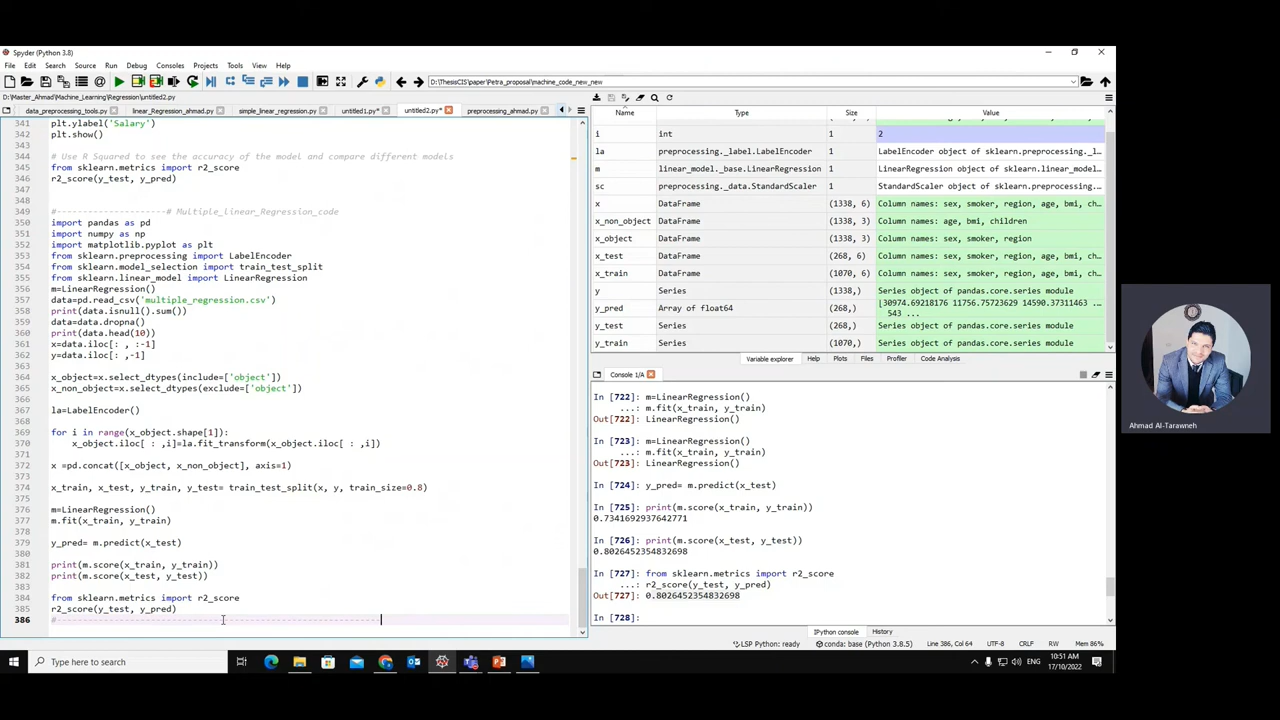 Spyder (Python 3.8)
File Edit Search Source Run Debug Consoles Projects Tools View Help
D:\ThesisCIS\paper\Petra_proposal\machine_code_new_new
D:\Master_Ahmad\Machine_Learning\Regression\untitled2.py
data_preprocessing_tools.py linear_Regression_ahmad.py simple_linear_regression.py untitled1.py* untitled2.py* preprocessing_ahmad.py
341 plt.ylabel('Salary')
342 plt.show()
343
344 # Use R Squared to see the accuracy of the model and compare different models
345 from sklearn.metrics import r2_score
346 r2_score(y_test, y_pred)
347
348
349 #---------------------# Multiple_linear_Regression_code
350 import pandas as pd
351 import numpy as np
352 import matplotlib.pyplot as plt
353 from sklearn.preprocessing import LabelEncoder
354 from sklearn.model_selection import train_test_split
355 from sklearn.linear_model import LinearRegression
356 m=LinearRegression()
357 data=pd.read_csv('multiple_regression.csv')
358 print(data.isnull().sum())
359 data=data.dropna()
360 print(data.head(10))
361 x=data.iloc[: , :-1]
362 y=data.iloc[: ,-1]
363
364 x_object=x.select_dtypes(include=['object'])
365 x_non_object=x.select_dtypes(exclude=['object'])
366
367 la=LabelEncoder()
368
369 for i in range(x_object.shape[1]):
370 x_object.iloc[ : ,i]=la.fit_transform(x_object.iloc[ : ,i])
371
372 x =pd.concat([x_object, x_non_object], axis=1)
373
374 x_train, x_test, y_train, y_test= train_test_split(x, y, train_size=0.8)
375
376 m=LinearRegression()
377 m.fit(x_train, y_train)
378
379 y_pred= m.predict(x_test)
380
381 print(m.score(x_train, y_train))
382 print(m.score(x_test, y_test))
383
384 from sklearn.metrics import r2_score
385 r2_score(y_test, y_pred)
386 #-------------------------------------------------------------
Name Type Size Value
i int 1 2
la preprocessing._label.LabelEncoder 1 LabelEncoder object of sklearn.preprocessing._l…
m linear_model._base.LinearRegression 1 LinearRegression object of sklearn.linear_model…
sc preprocessing._data.StandardScaler 1 StandardScaler object of sklearn.preprocessing.…
x DataFrame (1338, 6) Column names: sex, smoker, region, age, bmi, ch…
x_non_object DataFrame (1338, 3) Column names: age, bmi, children
x_object DataFrame (1338, 3) Column names: sex, smoker, region
x_test DataFrame (268, 6) Column names: sex, smoker, region, age, bmi, ch…
x_train DataFrame (1070, 6) Column names: sex, smoker, region, age, bmi, ch…
y Series (1338,) Series object of pandas.core.series module
y_pred Array of float64 (268,) [30974.69218176 11756.75723629 14590.37311463 ...
543 ...
y_test Series (268,) Series object of pandas.core.series module
y_train Series (1070,) Series object of pandas.core.series module
Variable explorer Help Plots Files Profiler Code Analysis
Console 1/A
In [722]: m=LinearRegression()
...: m.fit(x_train, y_train)
Out[722]: LinearRegression()
In [723]: m=LinearRegression()
...: m.fit(x_train, y_train)
Out[723]: LinearRegression()
In [724]: y_pred= m.predict(x_test)
In [725]: print(m.score(x_train, y_train))
0.7341692937642771
In [726]: print(m.score(x_test, y_test))
0.8026452354832698
In [727]: from sklearn.metrics import r2_score
...: r2_score(y_test, y_pred)
Out[727]: 0.8026452354832698
In [728]:
IPython console History
LSP Python: ready conda: base (Python 3.8.5) Line 386, Col 64 UTF-8 CRLF RW Mem 86%
Type here to search
ENG
10:51 AM
17/10/2022
Ahmad Al-Tarawneh